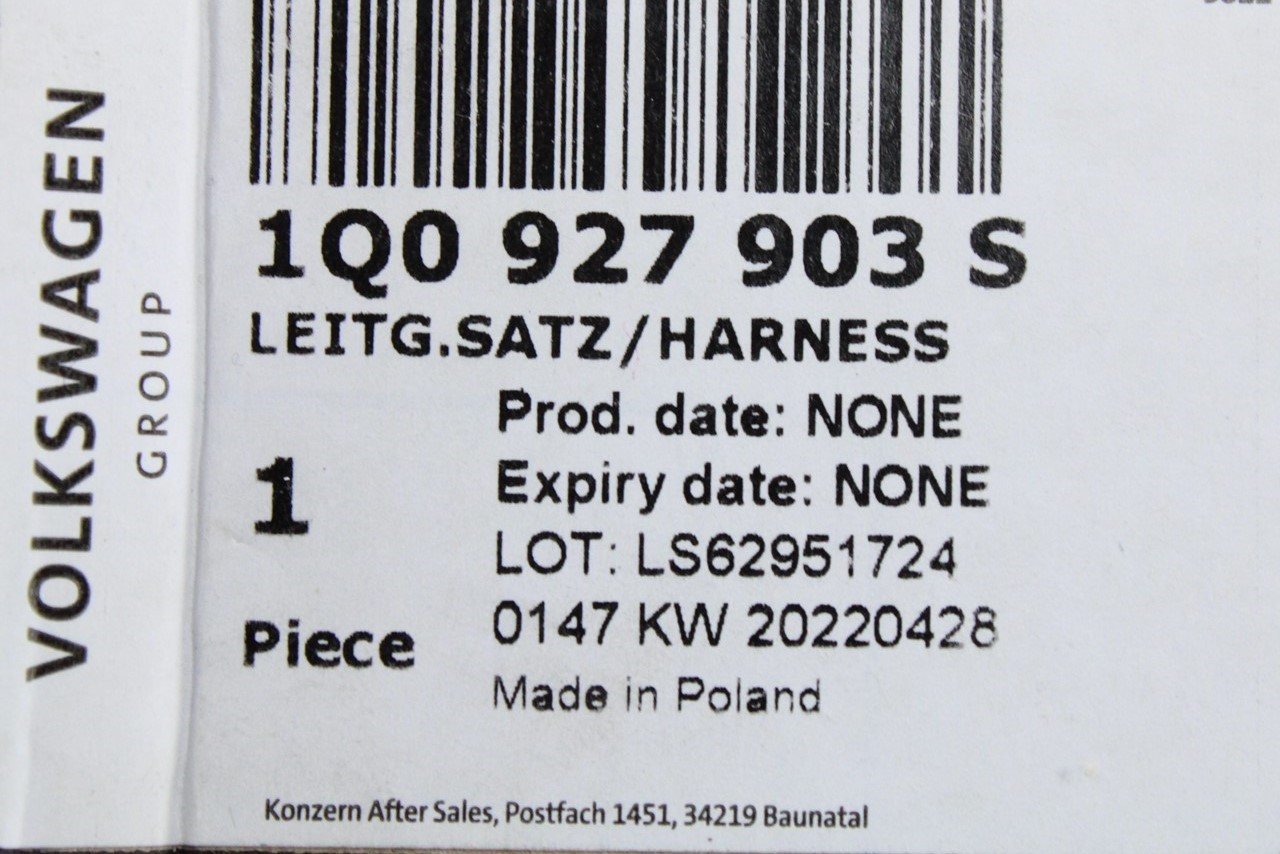 VOLKSWAGEN
GROUP
1Q0 927 903 S
LEITG.SATZ/HARNESS
Prod. date: NONE
1
Expiry date: NONE
LOT: LS62951724
0147 KW 20220428
Piece
Made in Poland
Konzern After Sales, Postfach 1451, 34219 Baunatal